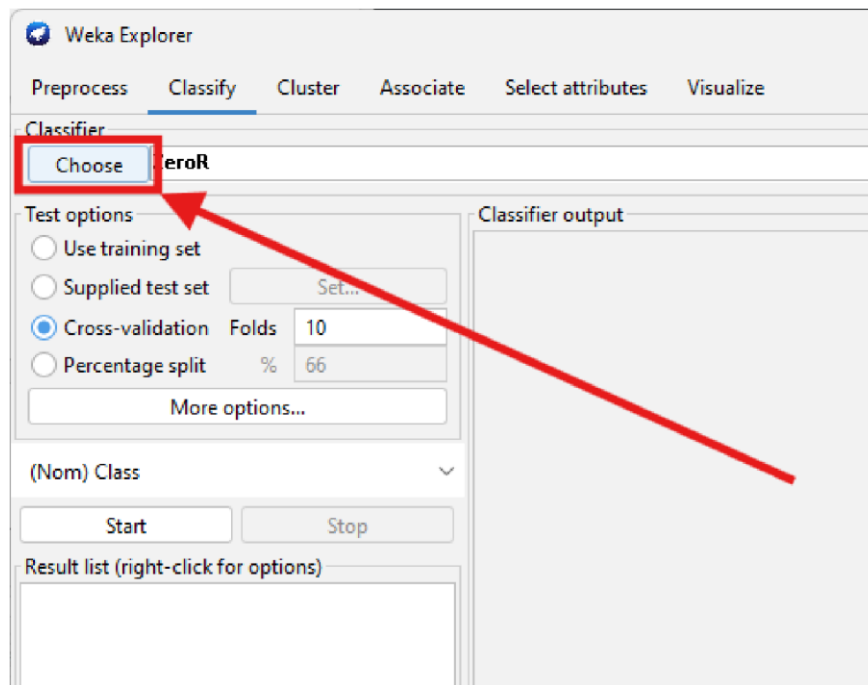 Weka Explorer
Preprocess Classify Cluster Associate Select attributes Visualize
Classifier
Choose ZeroR
Test options
Classifier output
Use training set
Supplied test set Set...
Cross-validation Folds 10
Percentage split % 66
More options...
(Nom) Class
Start Stop
Result list (right-click for options)